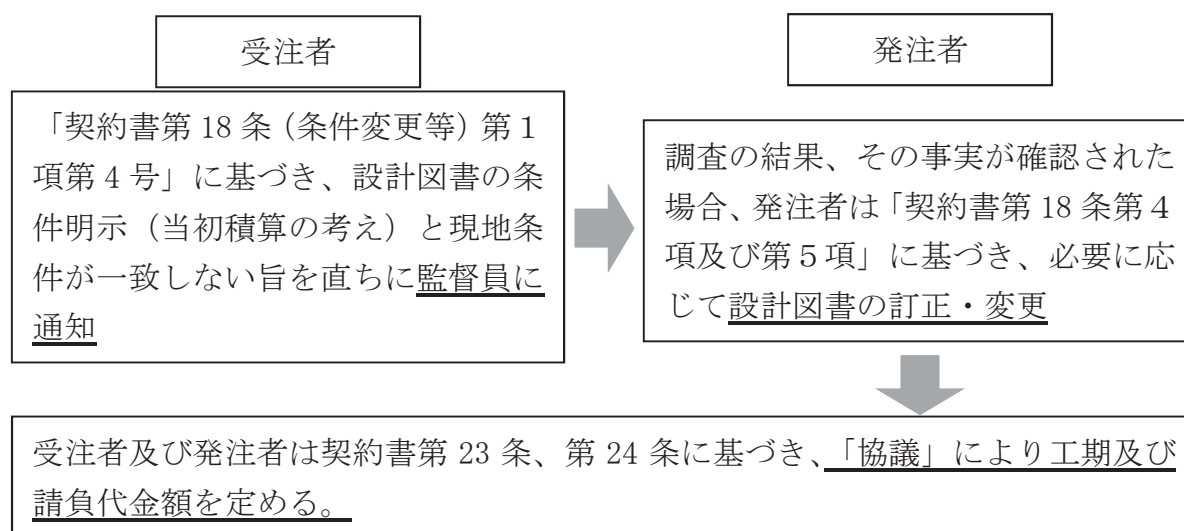 受注者
「契約書第 18 条（条件変更等）第１
項第４号」に基づき、設計図書の条
件明示（当初積算の考え）と現地条
件が一致しない旨を直ちに監督員に
通知
発注者
調査の結果、その事実が確認された
場合、発注者は「契約書第 18 条第４
項及び第５項」に基づき、必要に応
じて設計図書の訂正・変更
受注者及び発注者は契約書第 23 条、第 24 条に基づき、「協議」により工期及び
請負代金額を定める。